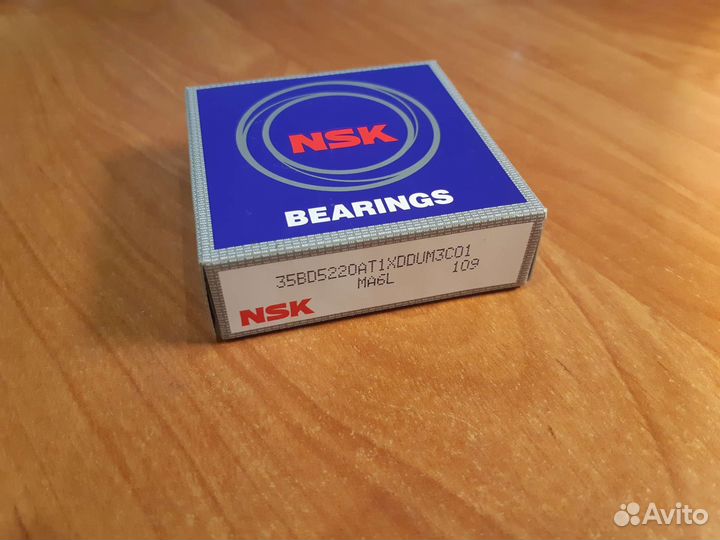 NSK
BEARINGS
35BD5220AT1XDDUM3C01
MA6L 109
NSK
Avito